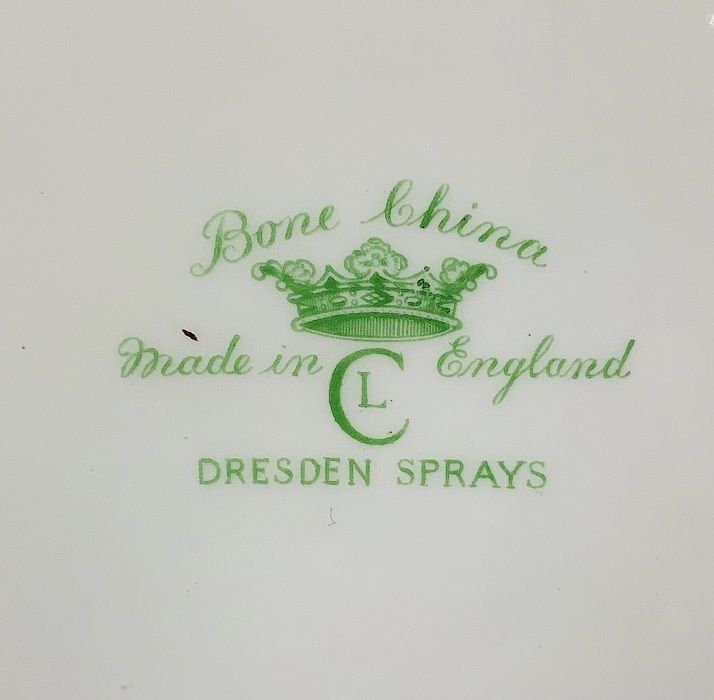 Bone China
Made in England
CL
DRESDEN SPRAYS